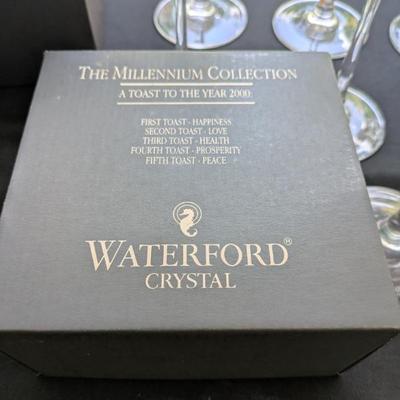 THE MILLENNIUM COLLECTION
A TOAST TO THE YEAR 2000:
FIRST TOAST - HAPPINESS
SECOND TOAST - LOVE
THIRD TOAST - HEALTH
FOURTH TOAST - PROSPERITY
FIFTH TOAST - PEACE
WATERFORD®
CRYSTAL